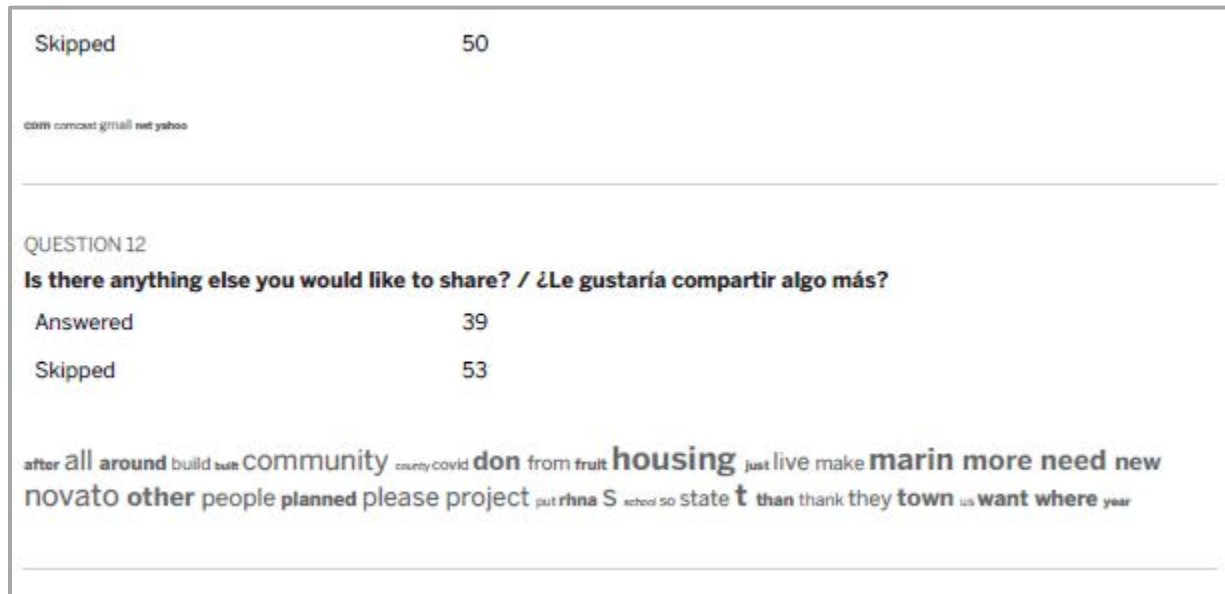 Skipped 50
com comcast gmail net yahoo
QUESTION 12
Is there anything else you would like to share? / ¿Le gustaría compartir algo más?
Answered 39
Skipped 53
after all around build built community county covid don from fruit housing just live make marin more need new
novato other people planned please project put rhna s school so state t than thank they town us want where year